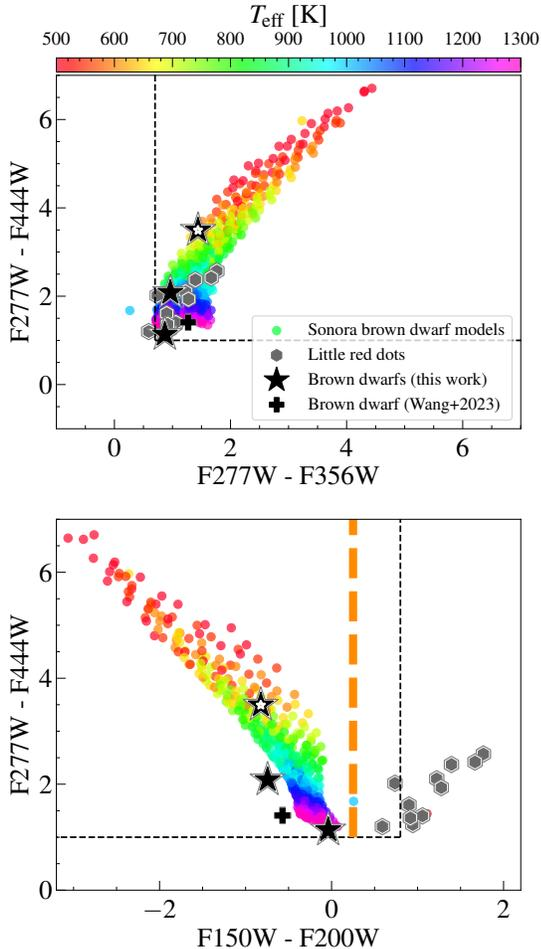 T_eff [K]
500 600 700 800 900 1000 1100 1200 1300
6
4
2
0
F277W - F444W
Sonora brown dwarf models
Little red dots
Brown dwarfs (this work)
Brown dwarf (Wang+2023)
0 2 4 6
F277W - F356W
6
4
2
0
F277W - F444W
−2 0 2
F150W - F200W